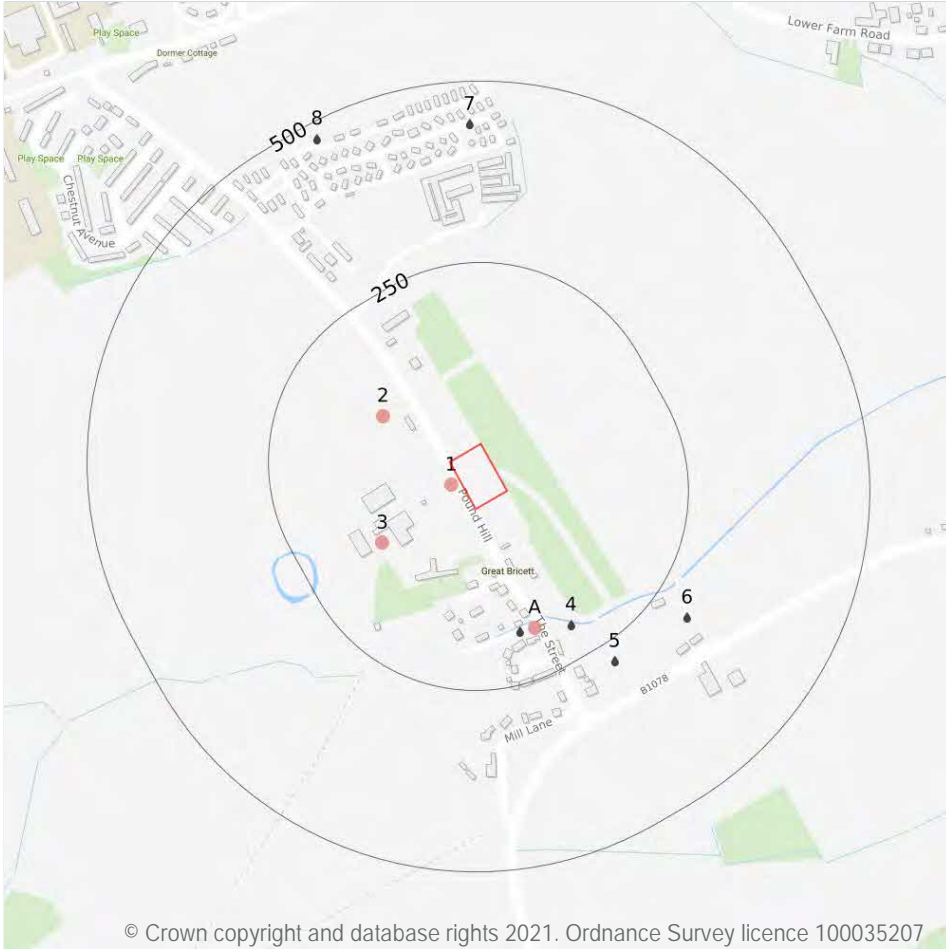 Play Space
Dormer Cottage
Lower Farm Road
500
8
7
Play Space
Play Space
Chestnut Avenue
250
2
1
Pound Hill
3
Great Bricett
A
4
The Street
5
6
B1078
Mill Lane
© Crown copyright and database rights 2021. Ordnance Survey licence 100035207